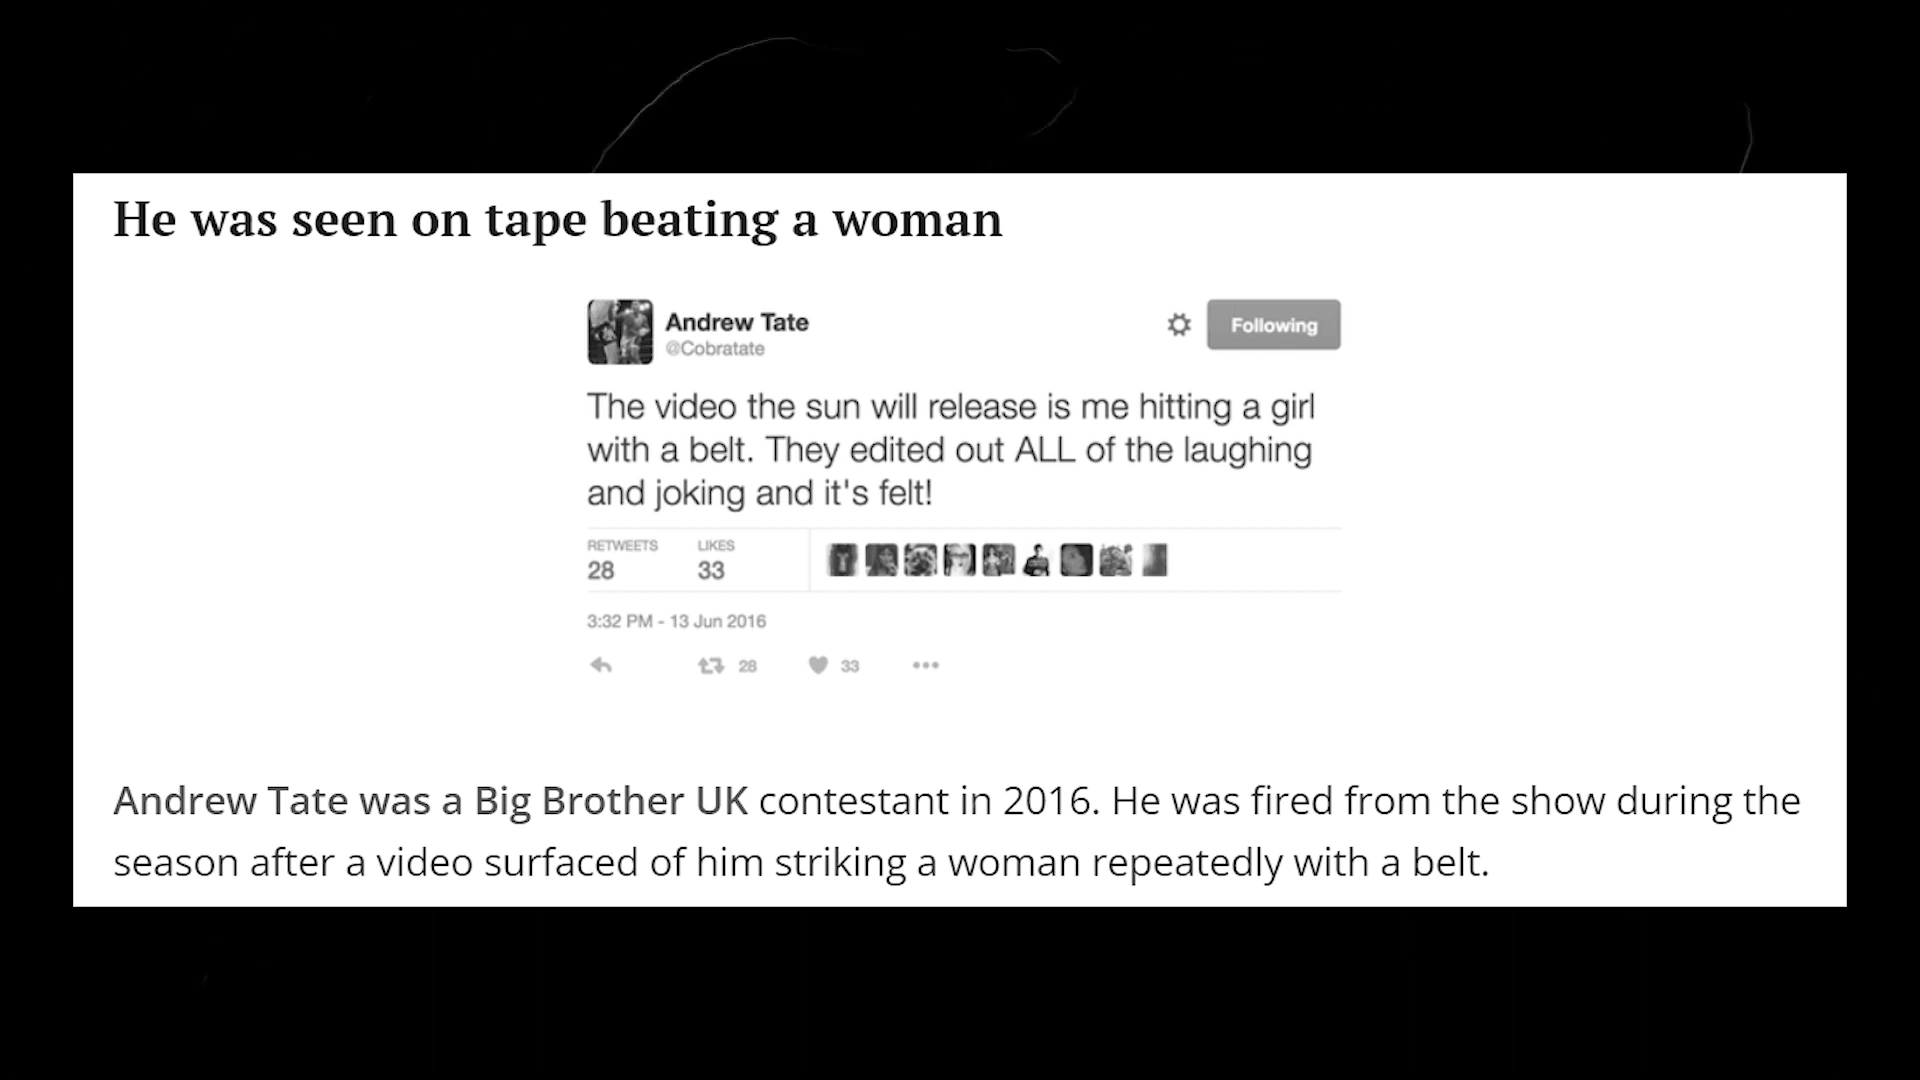 He was seen on tape beating a woman
Andrew Tate
@Cobratate
Following
The video the sun will release is me hitting a girl
with a belt. They edited out ALL of the laughing
and joking and it's felt!
RETWEETS LIKES
28 33
3:32 PM - 13 Jun 2016
28 33
Andrew Tate was a Big Brother UK contestant in 2016. He was fired from the show during the
season after a video surfaced of him striking a woman repeatedly with a belt.